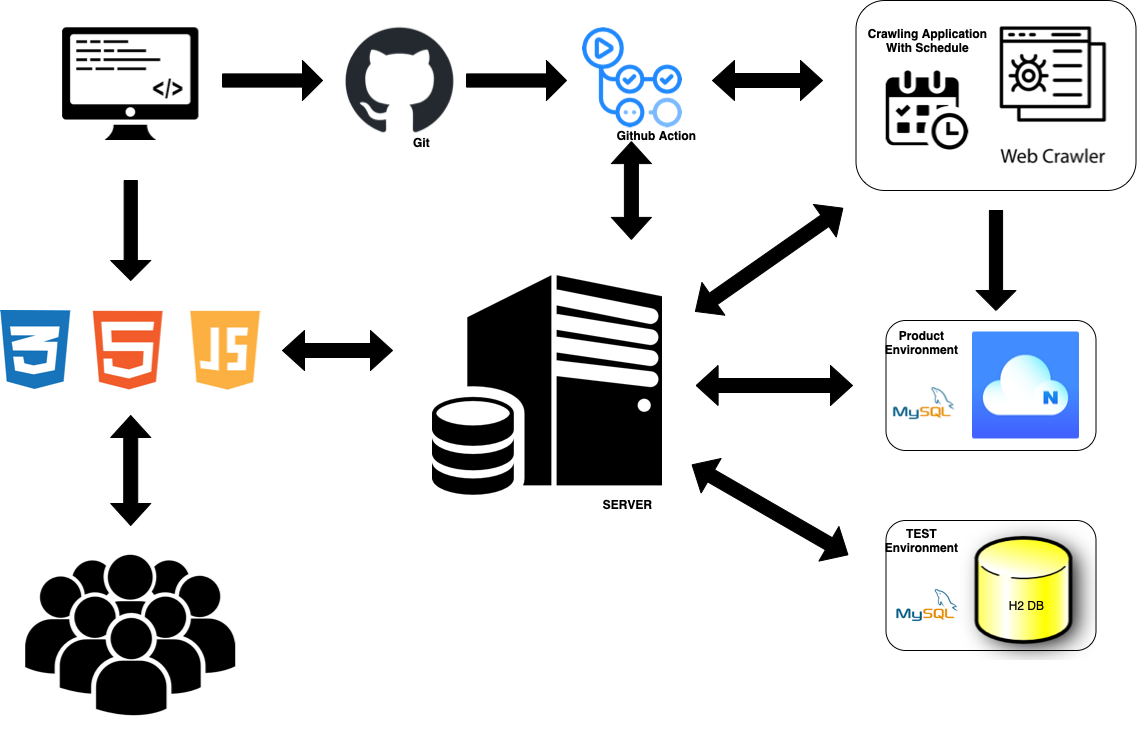 </>
Git
Github Action
Crawling Application
With Schedule
Web Crawler
3
5
JS
SERVER
Product
Environment
MySQL
N
TEST
Environment
MySQL
H2 DB